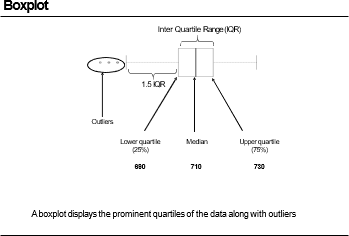 Boxplot
Inter Quartile Range (IQR)
1.5 IQR
Outliers
Lower quartile
(25%)
Median
Upper quartile
(75%)
690
710
730
A boxplot displays the prominent quartiles of the data along with outliers